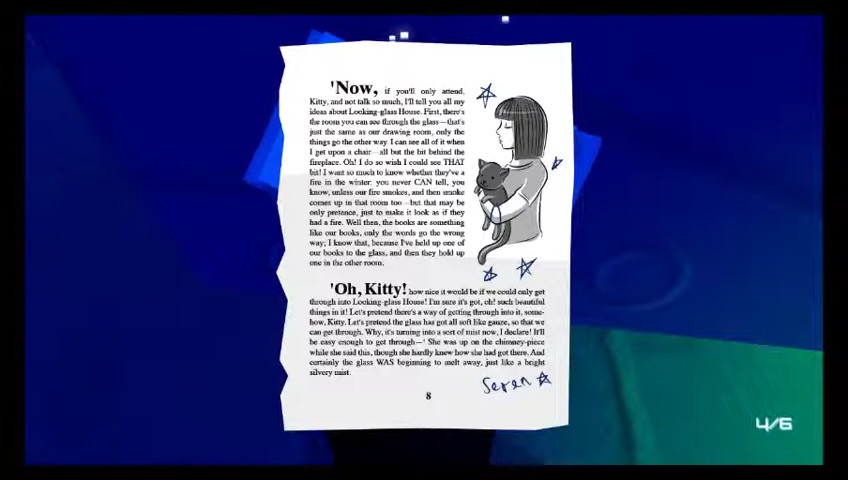 'Now, if you'll only attend,
Kitty, and not talk so much, I'll tell you all my
ideas about Looking-glass House. First, there's
the room you can see through the glass—that's
just the same as our drawing room, only the
things go the other way. I can see all of it when
I get upon a chair—all but the bit behind the
fireplace. Oh! I do so wish I could see THAT
bit! I want so much to know whether they've a
fire in the winter: you never CAN tell, you
know, unless our fire smokes, and then smoke
comes up in that room too—but that may be
only pretence, just to make it look as if they
had a fire. Well then, the books are something
like our books, only the words go the wrong
way; I know that, because I've held up one of
our books to the glass, and then they hold up
one in the other room.
'Oh, Kitty! how nice it would be if we could only get
through into Looking-glass House! I'm sure it's got, oh! such beautiful
things in it! Let's pretend there's a way of getting through into it, some-
how, Kitty. Let's pretend the glass has got all soft like gauze, so that we
can get through. Why, it's turning into a sort of mist now, I declare! It'll
be easy enough to get through—' She was up on the chimney-piece
while she said this, though she hardly knew how she had got there. And
certainly the glass WAS beginning to melt away, just like a bright
silvery mist.
Seren
8
4/6